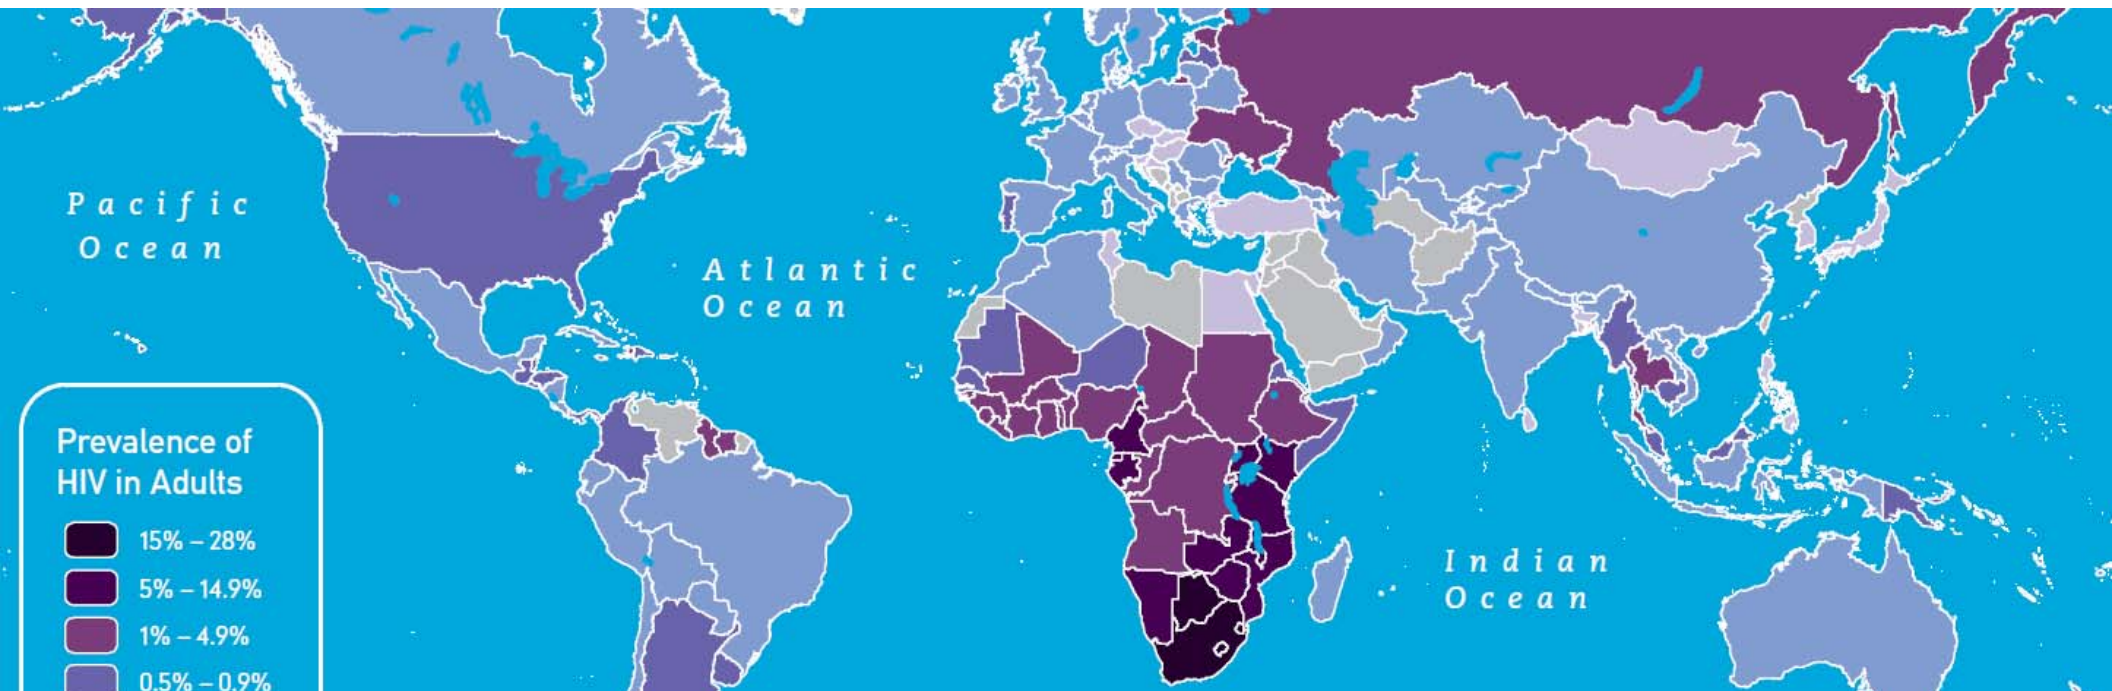 Pacific
Ocean
Atlantic
Ocean
Prevalence of
HIV in Adults
15% – 28%
5% – 14.9%
1% – 4.9%
0.5% – 0.9%
Indian
Ocean